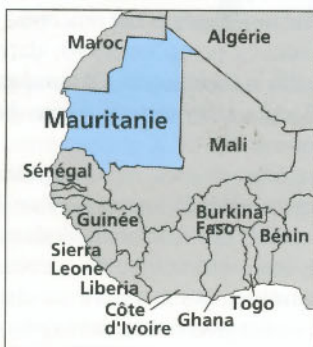 Maroc
Algérie
Mauritanie
Mali
Sénégal
Guinée
Burkina
Faso
Bénin
Sierra
Leone
Liberia
Togo
Côte
d'Ivoire
Ghana